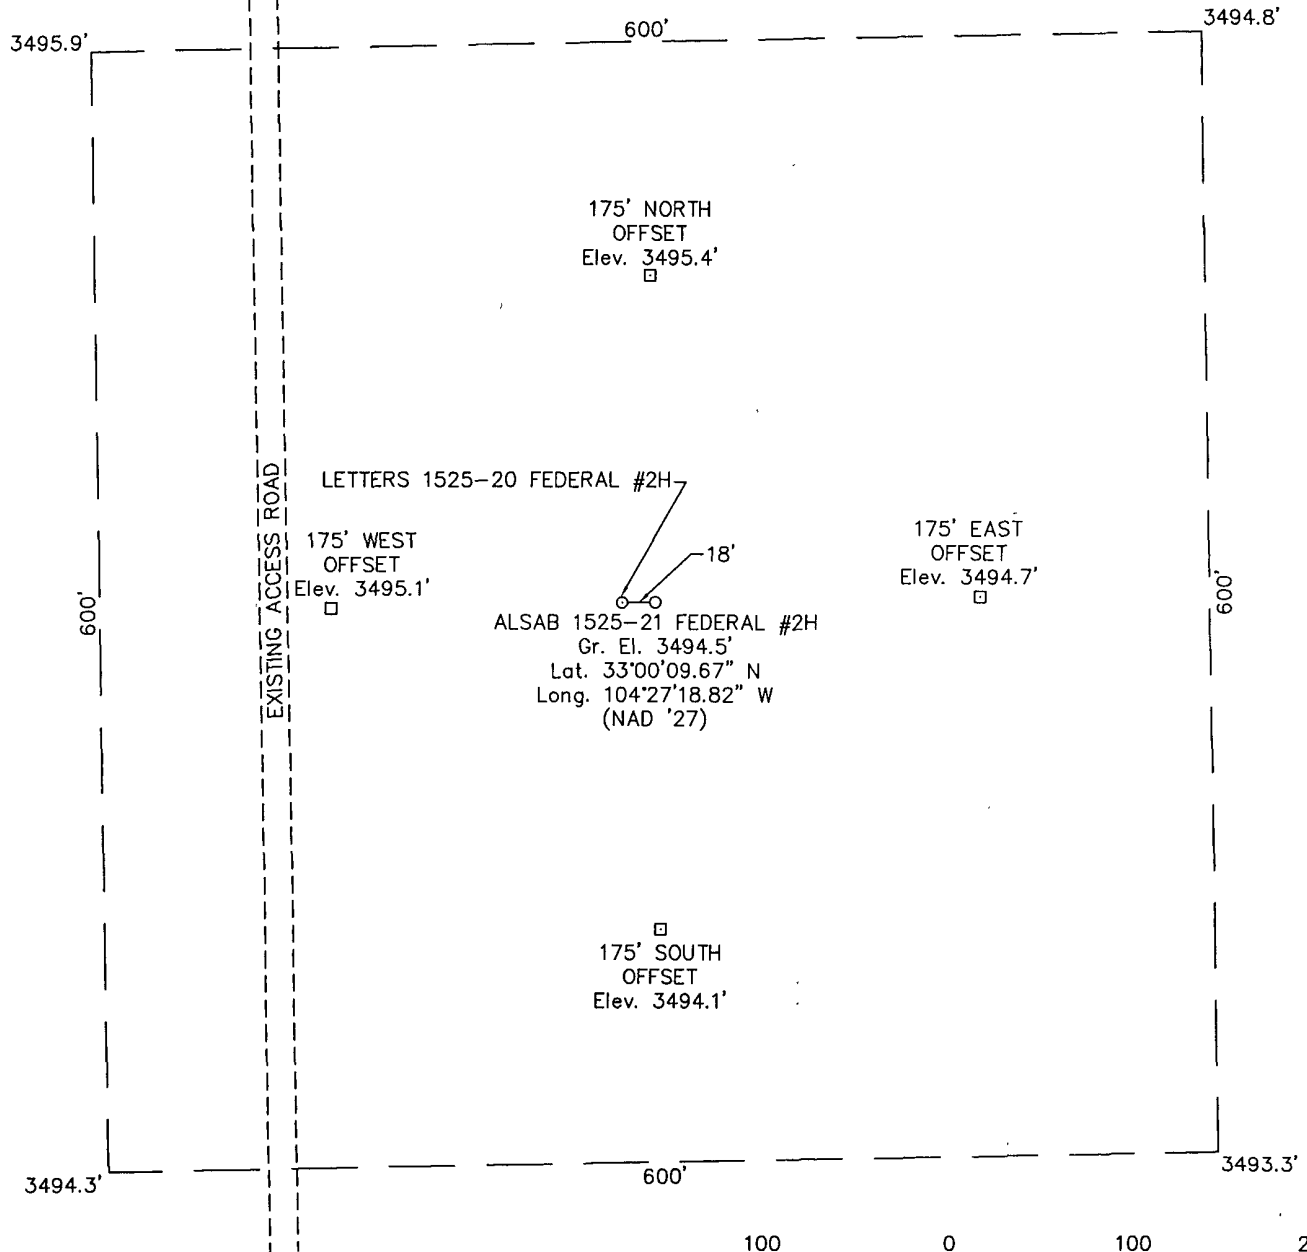 3495.9'
600'
3494.8'
175' NORTH
OFFSET
Elev. 3495.4'
LETTERS 1525-20 FEDERAL #2H
EXISTING ACCESS ROAD
175' WEST
OFFSET
Elev. 3495.1'
18'
175' EAST
OFFSET
Elev. 3494.7'
600'
600'
ALSAB 1525-21 FEDERAL #2H
Gr. El. 3494.5'
Lat. 33°00'09.67" N
Long. 104°27'18.82" W
(NAD '27)
175' SOUTH
OFFSET
Elev. 3494.1'
3494.3'
600'
3493.3'
100 0 100 2